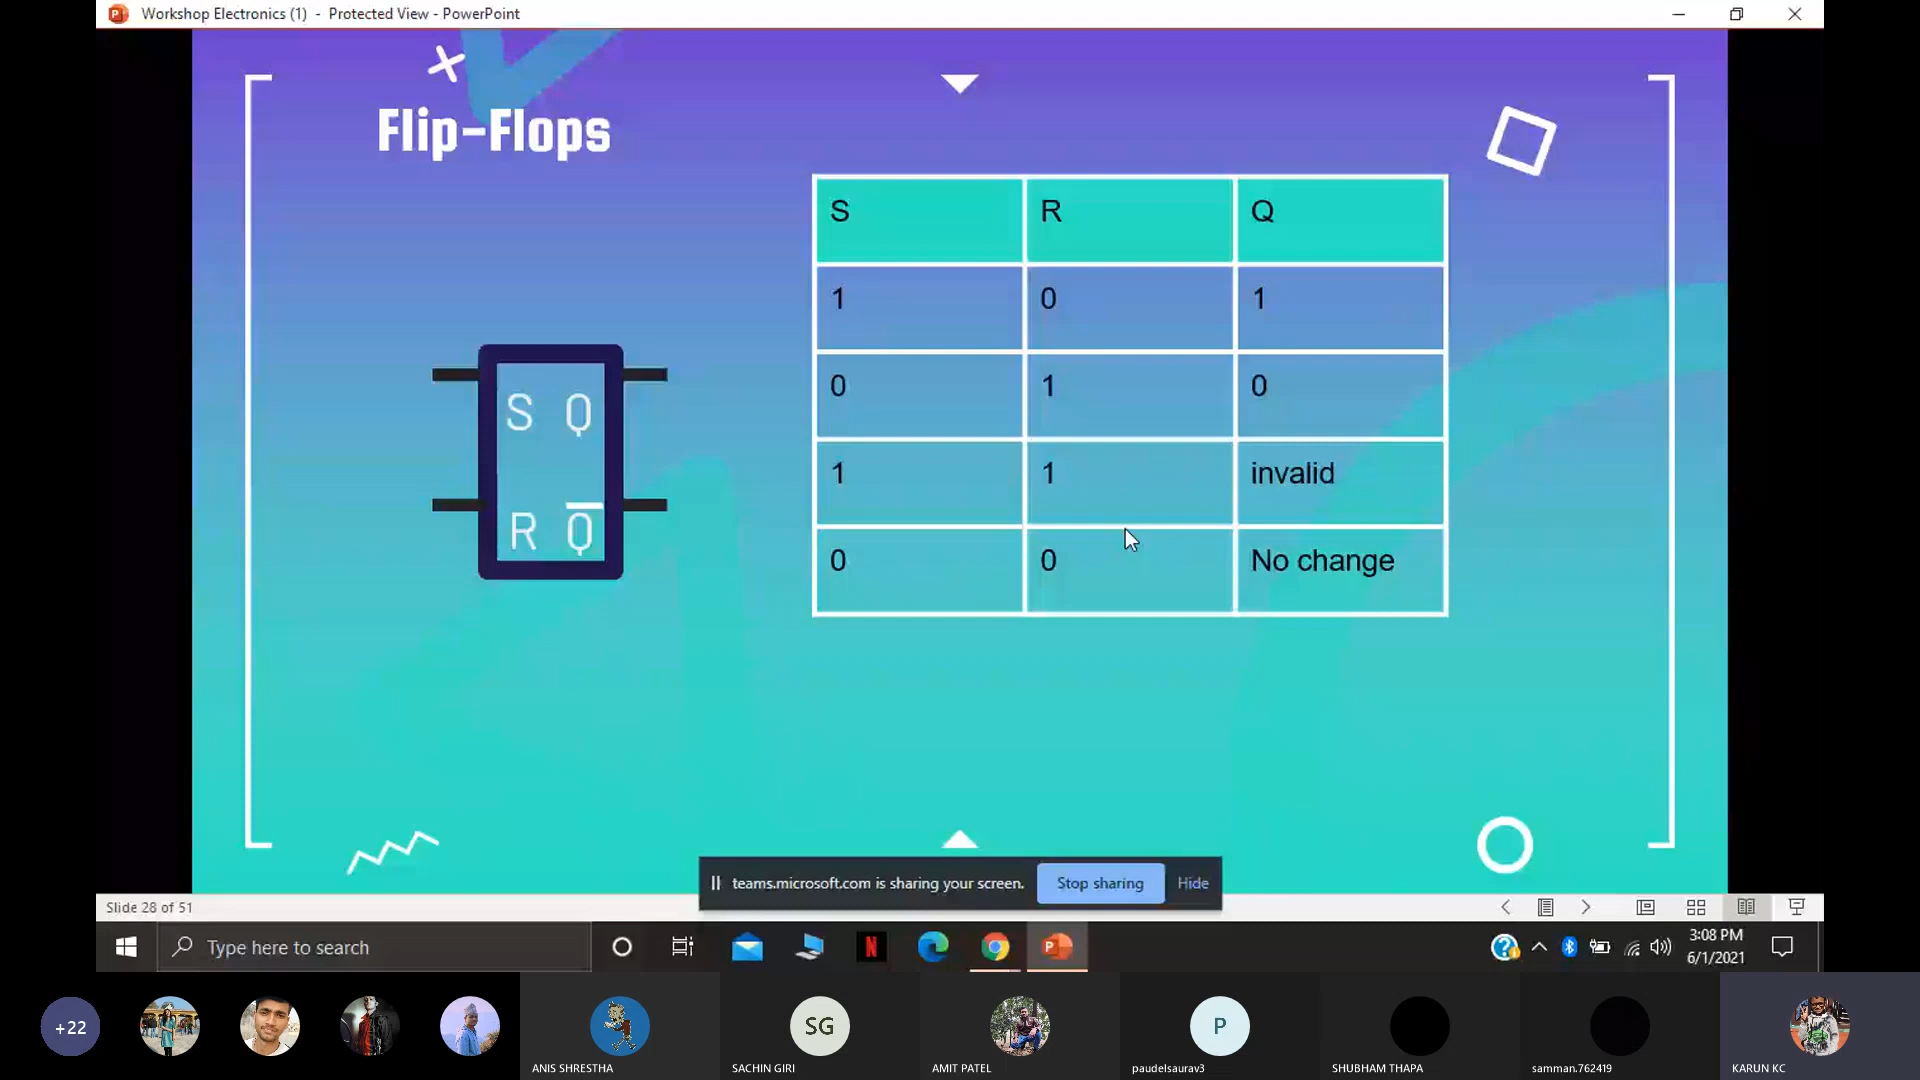 Workshop Electronics (1) - Protected View - PowerPoint
Flip-Flops
S R Q
1 0 1
0 1 0
1 1 invalid
0 0 No change
S Q
R Q̅
teams.microsoft.com is sharing your screen. Stop sharing Hide
Slide 28 of 51
Type here to search
3:08 PM
6/1/2021
+22
SG
P
ANIS SHRESTHA
SACHIN GIRI
AMIT PATEL
paudelsaurav3
SHUBHAM THAPA
samman.762419
KARUN KC